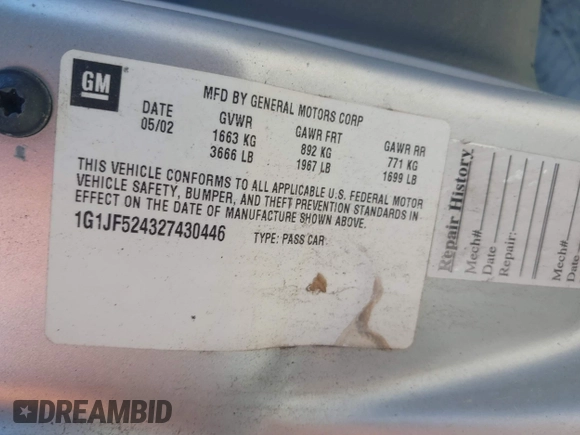 GM
MFD BY GENERAL MOTORS CORP
DATE GVWR GAWR FRT GAWR RR
05/02 1663 KG 892 KG 771 KG
3666 LB 1967 LB 1699 LB
THIS VEHICLE CONFORMS TO ALL APPLICABLE U.S. FEDERAL MOTOR
VEHICLE SAFETY, BUMPER, AND THEFT PREVENTION STANDARDS IN
EFFECT ON THE DATE OF MANUFACTURE SHOWN ABOVE.
1G1JF524327430446 TYPE: PASS CAR
Repair History
Mech#
Date
Repair:
Mech#
Date
DREAMBID